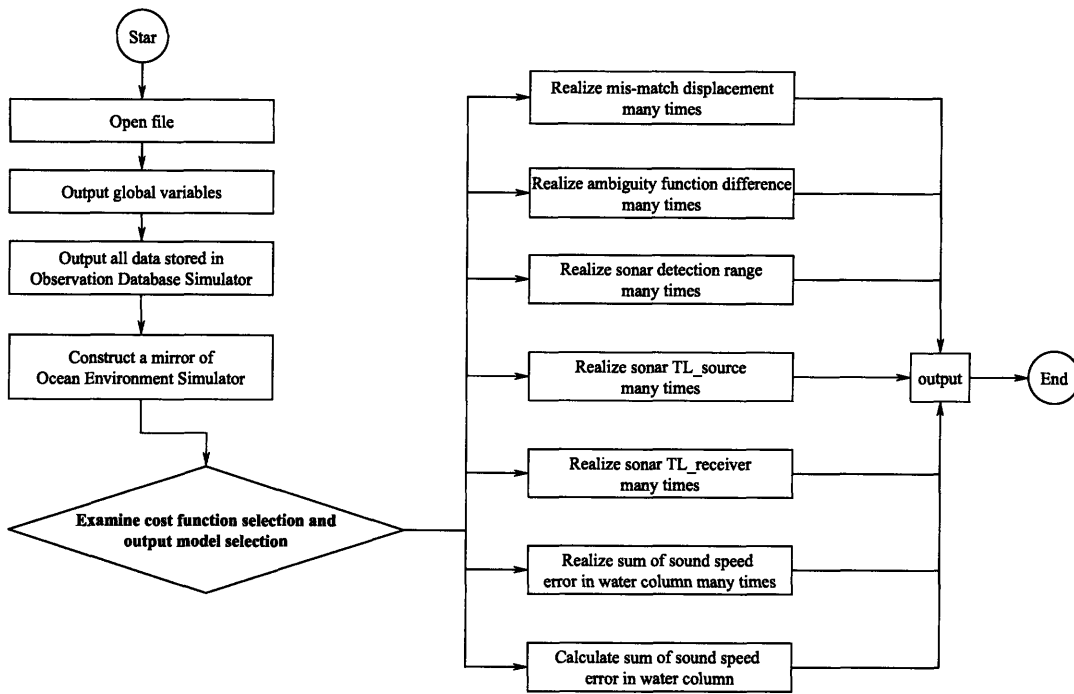 Star
Open file
Output global variables
Output all data stored in
Observation Database Simulator
Construct a mirror of
Ocean Environment Simulator
Examine cost function selection and
output model selection
Realize mis-match displacement
many times
Realize ambiguity function difference
many times
Realize sonar detection range
many times
Realize sonar TL_source
many times
Realize sonar TL_receiver
many times
Realize sum of sound speed
error in water column many times
Calculate sum of sound speed
error in water column
output
End